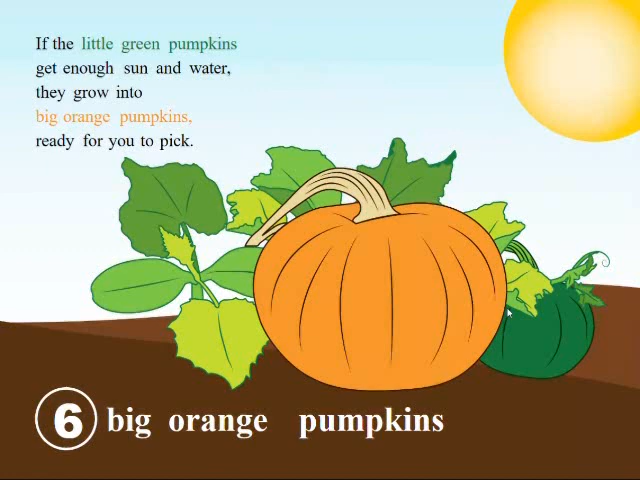 If the little green pumpkins
get enough sun and water,
they grow into
big orange pumpkins,
ready for you to pick.
6 big orange pumpkins